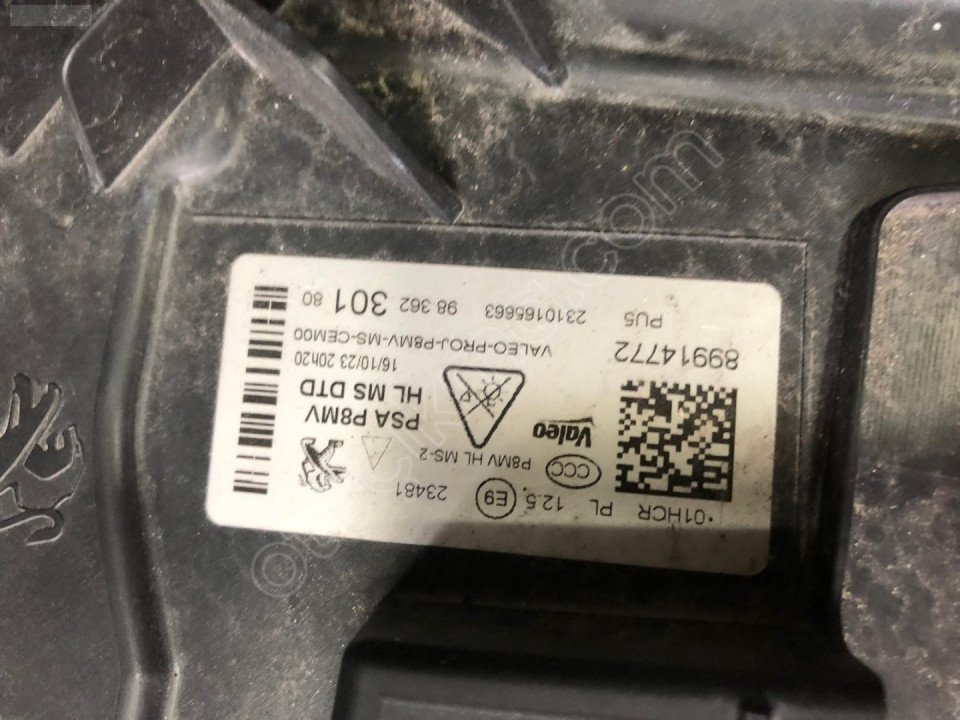 •01HCR PL 12.5 E9 23481
CCC P8MV HL MS-2
Valeo
PSA P8MV
HL MS DTD
16/10/23 20h20
89914772 VALEO-PROJ-P8MV-MS-CEM00
PU5 2310165663 98 362 301 80